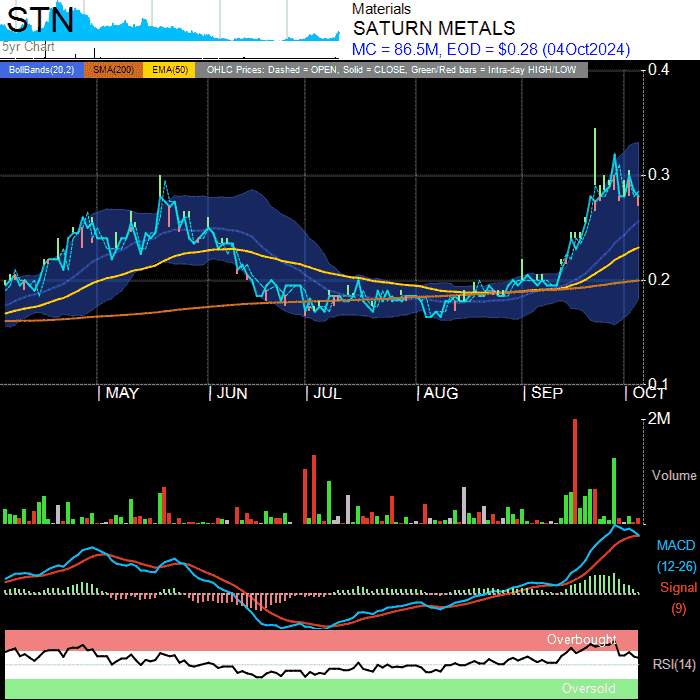 STN
5yr Chart
Materials
SATURN METALS
MC = 86.5M, EOD = $0.28 (04Oct2024)
BollBands(20,2) SMA(200) EMA(50) OHLC Prices: Dashed = OPEN, Solid = CLOSE, Green/Red bars = Intra-day HIGH/LOW
0.4
0.3
0.2
0.1
MAY JUN JUL AUG SEP OCT
2M
Volume
MACD
(12-26)
Signal
(9)
Overbought
RSI(14)
Oversold